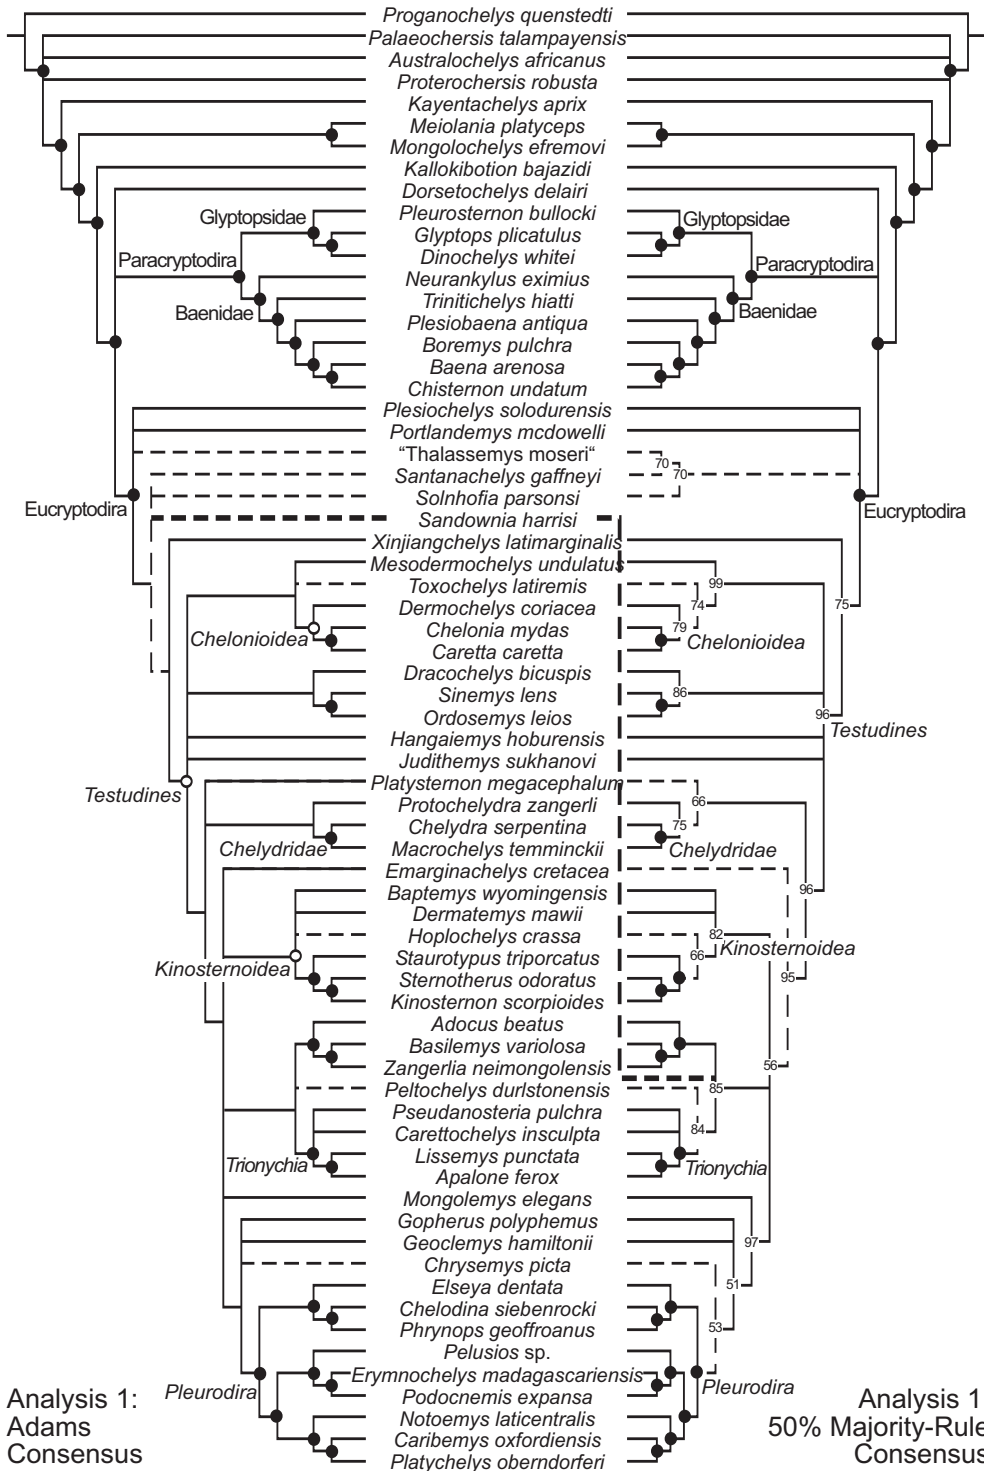 Proganochelys quenstedti
Palaeochersis talampayensis
Australochelys africanus
Proterochersis robusta
Kayentachelys aprix
Meiolania platyceps
Mongolochelys efremovi
Kallokibotion bajazidi
Dorsetochelys delairi
Glyptopsidae Pleurosternon bullocki Glyptopsidae
Glyptops plicatulus
Paracryptodira Dinochelys whitei Paracryptodira
Neurankylus eximius
Baenidae Trinitichelys hiatti Baenidae
Plesiobaena antiqua
Boremys pulchra
Baena arenosa
Chisternon undatum
Plesiochelys solodurensis
Portlandemys mcdowelli
“Thalassemys moseri“ 70
Santanachelys gaffneyi 70
Solnhofia parsonsi
Eucryptodira Sandownia harrisi Eucryptodira
Xinjiangchelys latimarginalis
Mesodermochelys undulatus
Toxochelys latiremis 99
Dermochelys coriacea 74 75
Chelonioidea Chelonia mydas 79 Chelonioidea
Caretta caretta
Dracochelys bicuspis
Sinemys lens 86
Ordosemys leios 96
Hangaiemys hoburensis Testudines
Judithemys sukhanovi
Testudines Platysternon megacephalum
Protochelydra zangerli 66
Chelydra serpentina 75
Chelydridae Macrochelys temminckii Chelydridae
Emarginachelys cretacea
Baptemys wyomingensis 96
Dermatemys mawii
Hoplochelys crassa 82 Kinosternoidea
Kinosternoidea Staurotypus triporcatus 66
Sternotherus odoratus 95
Kinosternon scorpioides
Adocus beatus
Basilemys variolosa
Zangerlia neimongolensis 56
Peltochelys durlstonensis 85
Pseudanosteria pulchra
Carettochelys insculpta 84
Trionychia Lissemys punctata Trionychia
Apalone ferox
Mongolemys elegans
Gopherus polyphemus
Geoclemys hamiltonii 97
Chrysemys picta
Elseya dentata 51
Chelodina siebenrocki
Phrynops geoffroanus 53
Pelusios sp.
Erymnochelys madagascariensis
Pleurodira Podocnemis expansa Pleurodira
Notoemys laticentralis
Caribemys oxfordiensis
Platychelys oberndorferi
Analysis 1:
Adams
Consensus
Analysis 1
50% Majority-Rule
Consensus